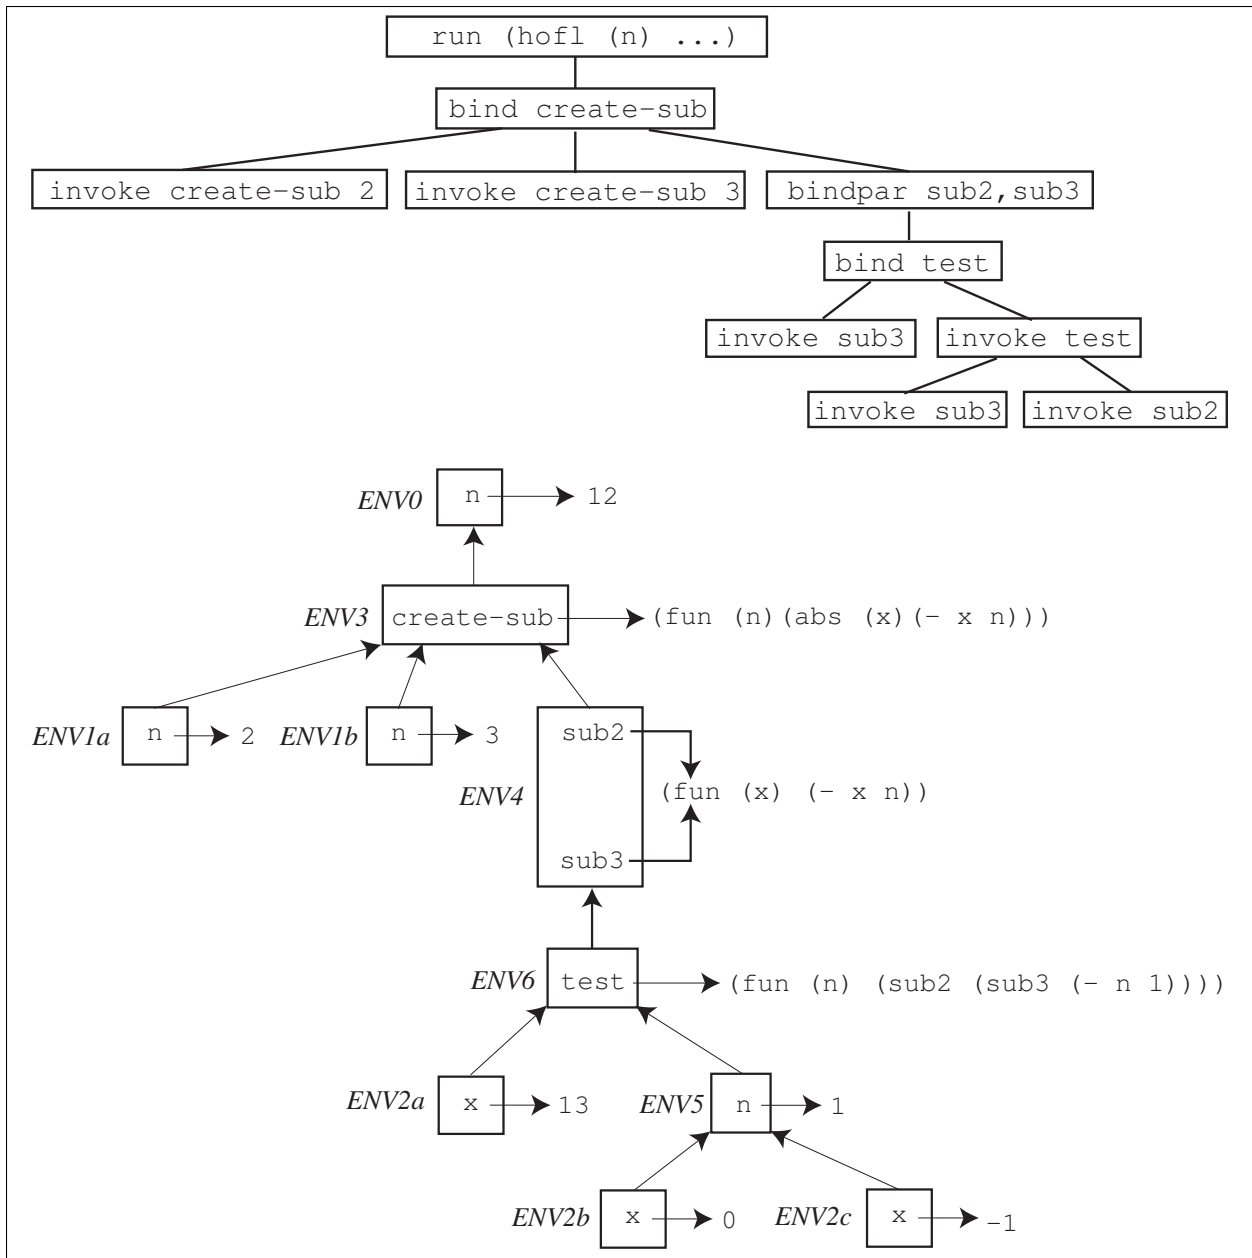 run (hofl (n) ...)
bind create-sub
invoke create-sub 2
invoke create-sub 3
bindpar sub2,sub3
bind test
invoke sub3
invoke test
invoke sub3
invoke sub2
ENV0
n
12
ENV3
create-sub
(fun (n)(abs (x)(- x n)))
ENV1a
n
2
ENV1b
n
3
ENV4
sub2
(fun (x) (- x n))
sub3
ENV6
test
(fun (n) (sub2 (sub3 (- n 1))))
ENV2a
x
13
ENV5
n
1
ENV2b
x
0
ENV2c
x
-1